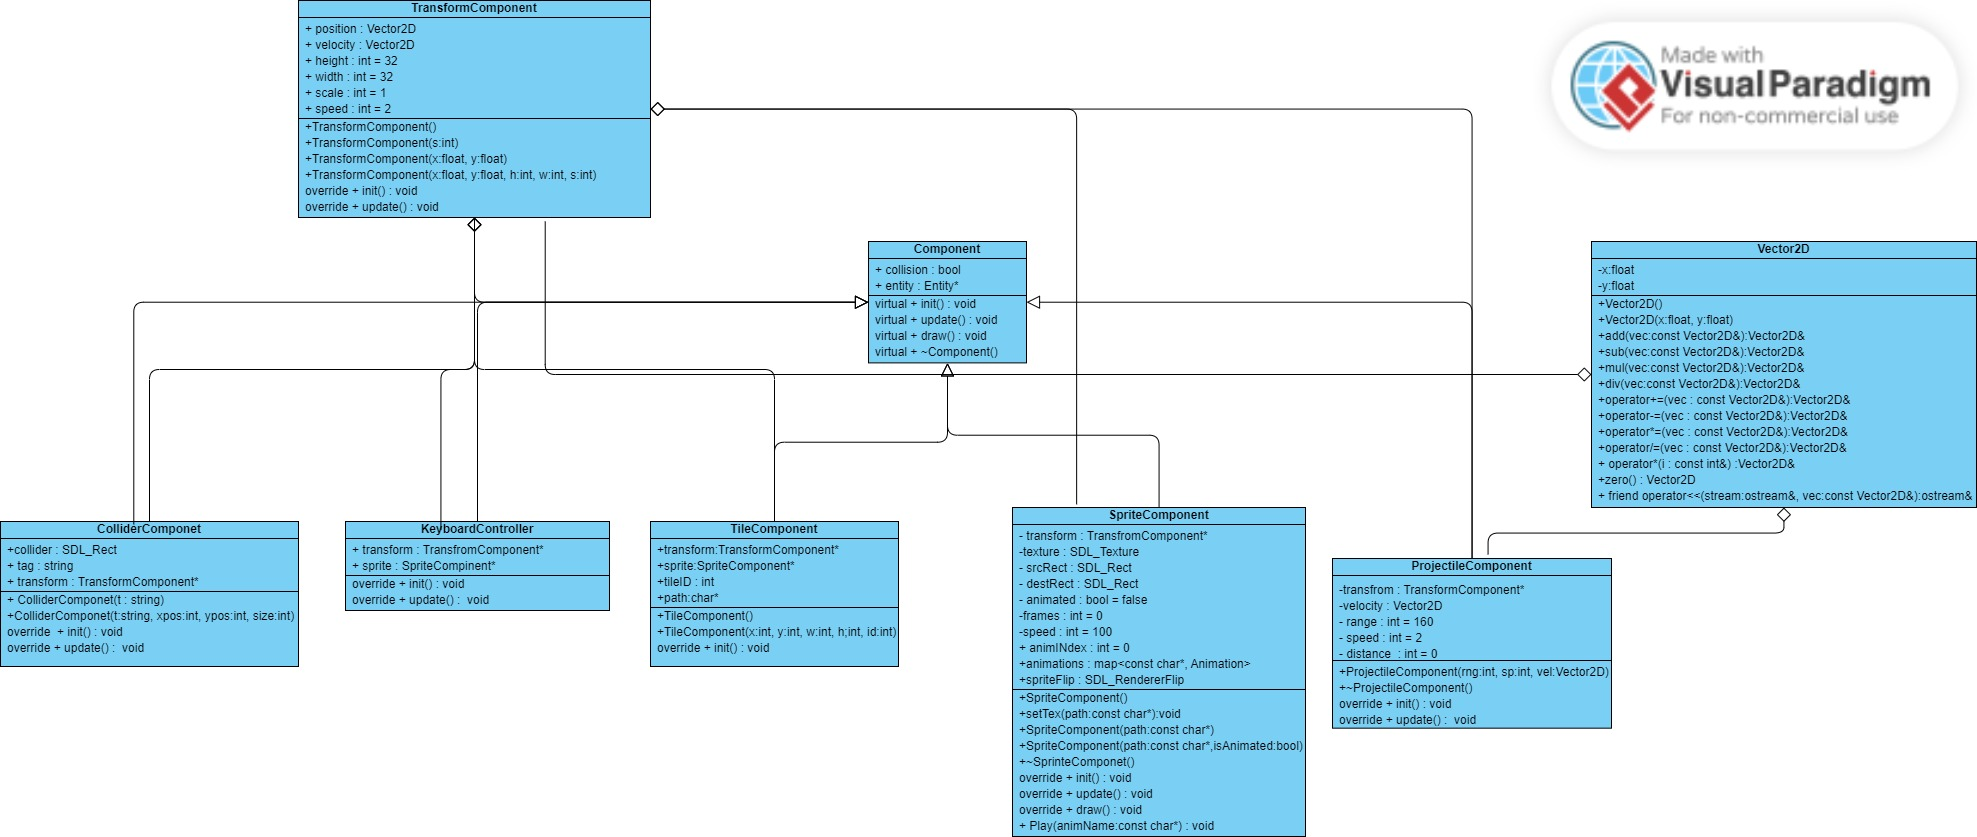 TransformComponent
+ position : Vector2D
+ velocity : Vector2D
+ height : int = 32
+ width : int = 32
+ scale : int = 1
+ speed : int = 2
+TransformComponent()
+TransformComponent(s:int)
+TransformComponent(x:float, y:float)
+TransformComponent(x:float, y:float, h:int, w:int, s:int)
override + init() : void
override + update() : void
Made with
Visual Paradigm
For non-commercial use
Component
+ collision : bool
+ entity : Entity*
virtual + init() : void
virtual + update() : void
virtual + draw() : void
virtual + ~Component()
Vector2D
-x:float
-y:float
+Vector2D()
+Vector2D(x:float, y:float)
+add(vec:const Vector2D&):Vector2D&
+sub(vec:const Vector2D&):Vector2D&
+mul(vec:const Vector2D&):Vector2D&
+div(vec:const Vector2D&):Vector2D&
+operator+=(vec : const Vector2D&):Vector2D&
+operator-=(vec : const Vector2D&):Vector2D&
+operator*=(vec : const Vector2D&):Vector2D&
+operator/=(vec : const Vector2D&):Vector2D&
+ operator*(i : const int&) :Vector2D&
+zero() : Vector2D
+ friend operator<<(stream:ostream&, vec:const Vector2D&):ostream&
ColliderComponet
+collider : SDL_Rect
+ tag : string
+ transform : TransformComponent*
+ ColliderComponet(t : string)
+ColliderComponet(t:string, xpos:int, ypos:int, size:int)
override + init() : void
override + update() : void
KeyboardController
+ transform : TransfromComponent*
+ sprite : SpriteCompinent*
override + init() : void
override + update() : void
TileComponent
+transform:TransformComponent*
+sprite:SpriteComponent*
+tileID : int
+path:char*
+TileComponent()
+TileComponent(x:int, y:int, w:int, h;int, id:int)
override + init() : void
SpriteComponent
- transform : TransfromComponent*
-texture : SDL_Texture
- srcRect : SDL_Rect
- destRect : SDL_Rect
- animated : bool = false
-frames : int = 0
-speed : int = 100
+ animINdex : int = 0
+animations : map<const char*, Animation>
+spriteFlip : SDL_RendererFlip
+SpriteComponent()
+setTex(path:const char*):void
+SpriteComponent(path:const char*)
+SpriteComponent(path:const char*,isAnimated:bool)
+~SprinteComponet()
override + init() : void
override + update() : void
override + draw() : void
+ Play(animName:const char*) : void
ProjectileComponent
-transfrom : TransformComponent*
-velocity : Vector2D
- range : int = 160
- speed : int = 2
- distance : int = 0
+ProjectileComponent(rng:int, sp:int, vel:Vector2D)
+~ProjectileComponent()
override + init() : void
override + update() : void